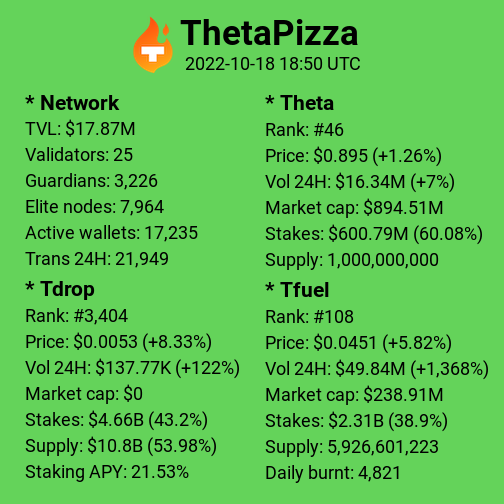 ThetaPizza
2022-10-18 18:50 UTC
* Network
TVL: $17.87M
Validators: 25
Guardians: 3,226
Elite nodes: 7,964
Active wallets: 17,235
Trans 24H: 21,949
* Theta
Rank: #46
Price: $0.895 (+1.26%)
Vol 24H: $16.34M (+7%)
Market cap: $894.51M
Stakes: $600.79M (60.08%)
Supply: 1,000,000,000
* Tdrop
Rank: #3,404
Price: $0.0053 (+8.33%)
Vol 24H: $137.77K (+122%)
Market cap: $0
Stakes: $4.66B (43.2%)
Supply: $10.8B (53.98%)
Staking APY: 21.53%
* Tfuel
Rank: #108
Price: $0.0451 (+5.82%)
Vol 24H: $49.84M (+1,368%)
Market cap: $238.91M
Stakes: $2.31B (38.9%)
Supply: 5,926,601,223
Daily burnt: 4,821